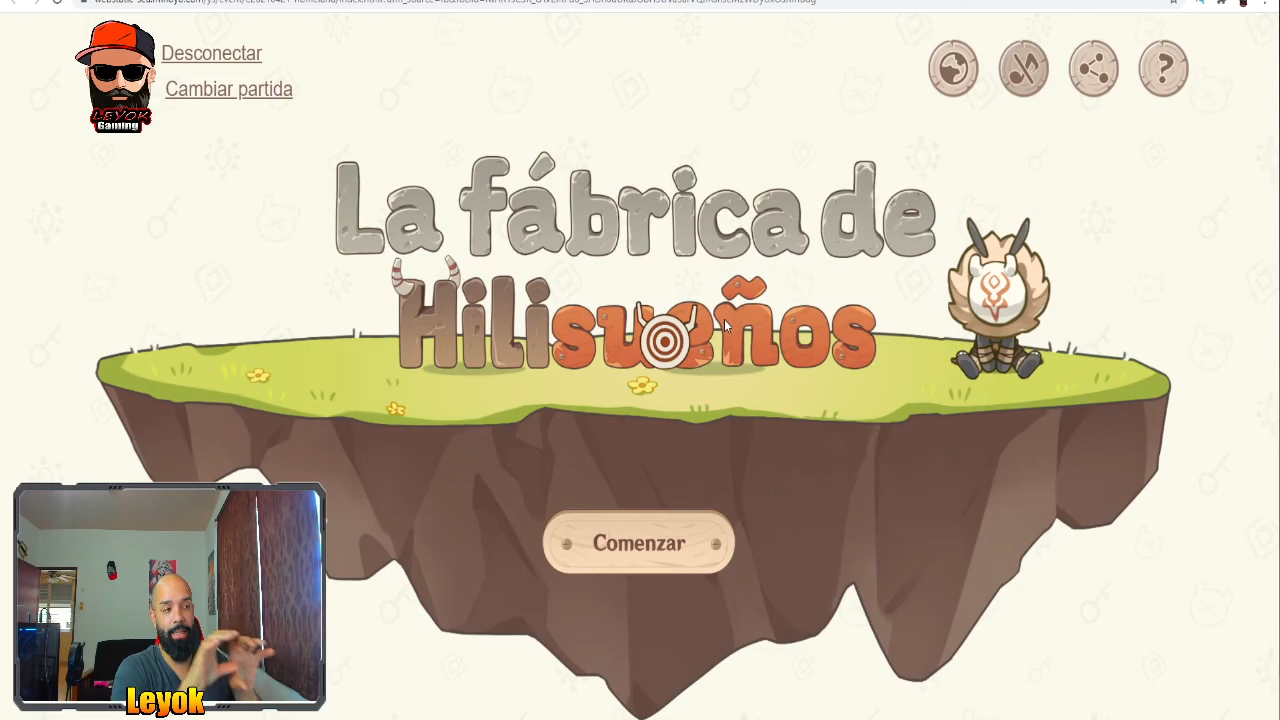 Desconectar
Cambiar partida
LEYOK
Gaming
La fábrica de
Hilisueños
Comenzar
Leyok